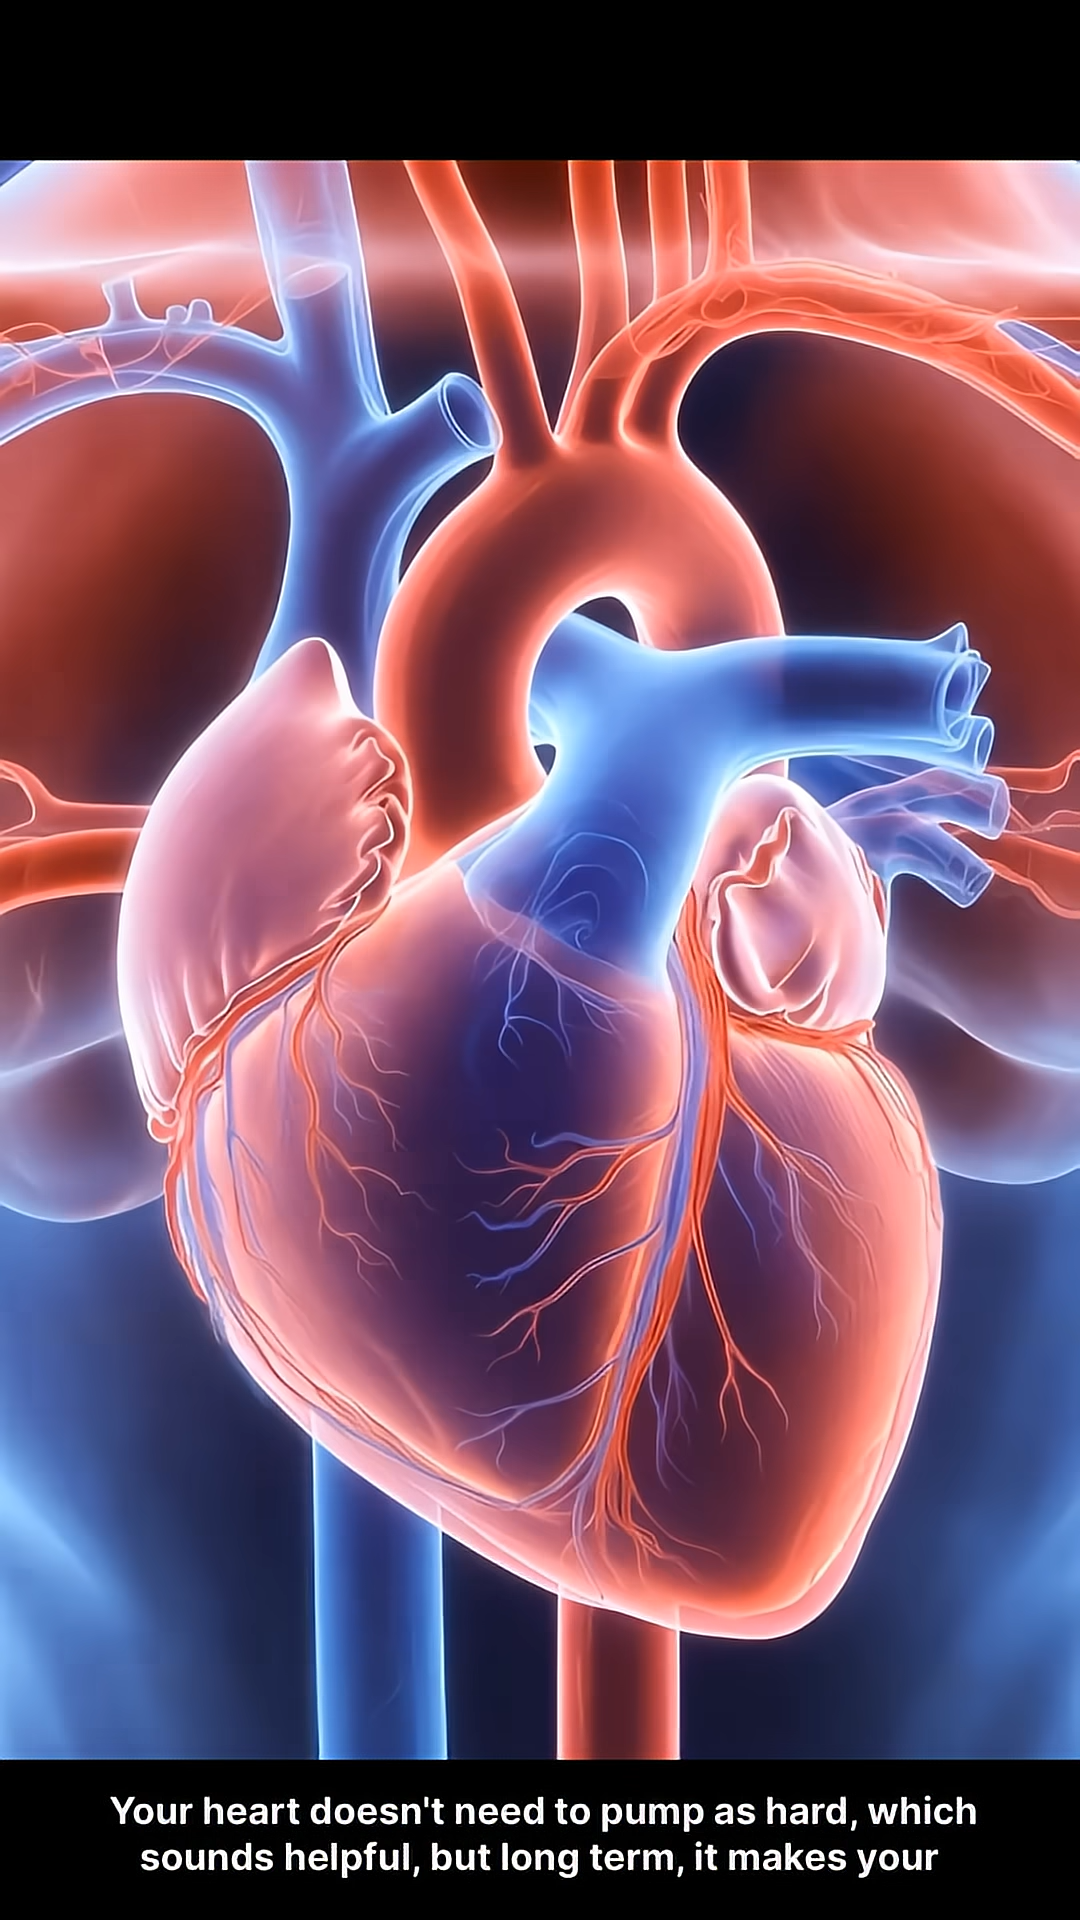 Your heart doesn't need to pump as hard, which
sounds helpful, but long term, it makes your